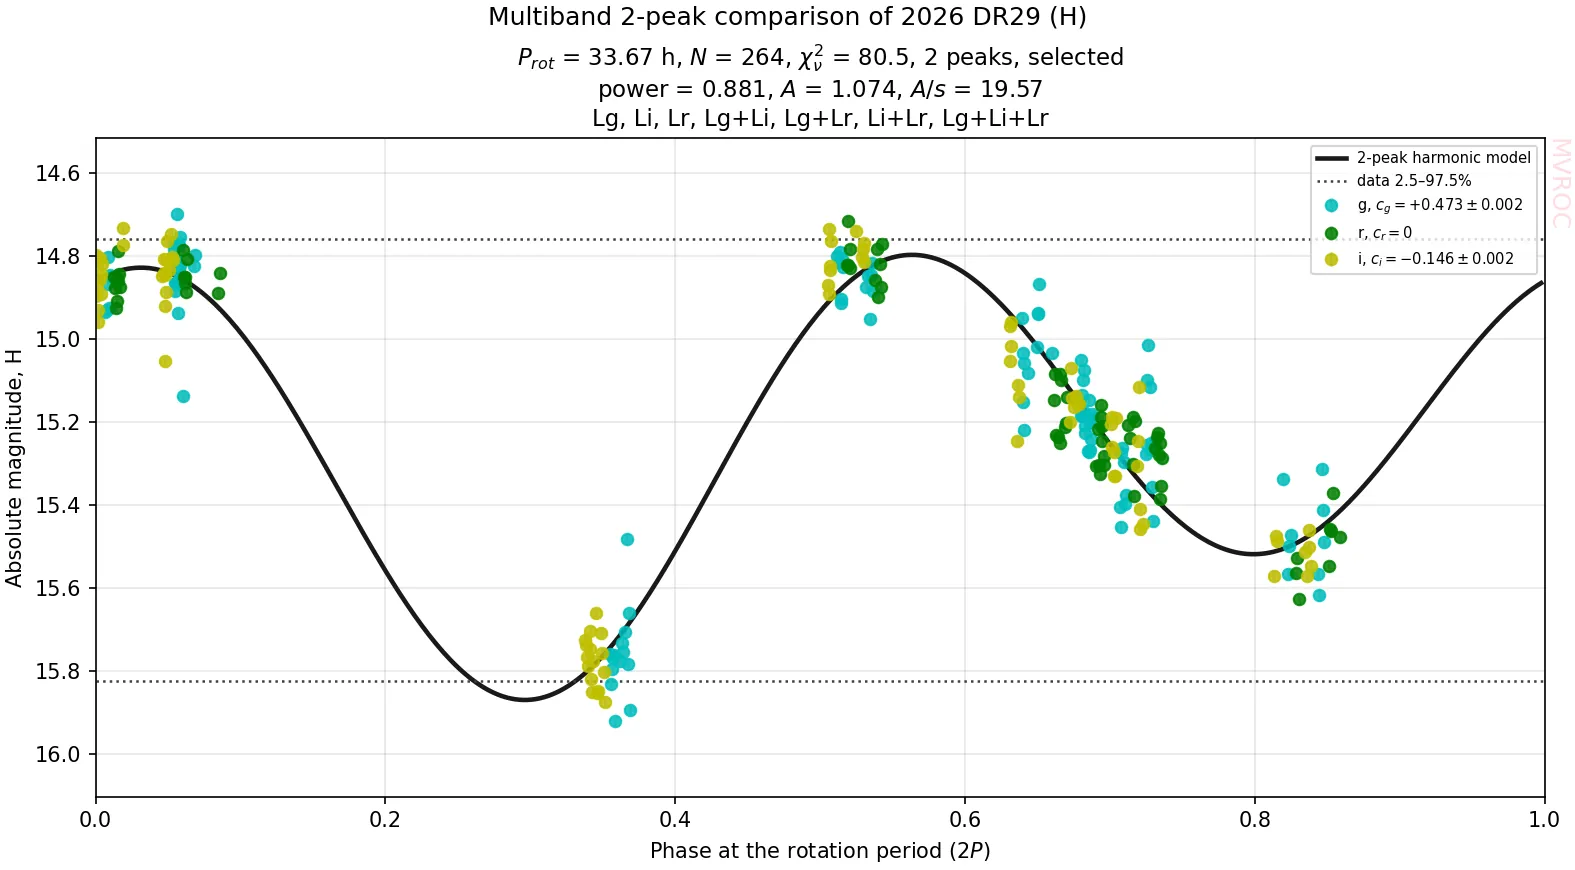 Multiband 2-peak comparison of 2026 DR29 (H)
P_rot = 33.67 h, N = 264, χ²_ν = 80.5, 2 peaks, selected
power = 0.881, A = 1.074, A/s = 19.57
Lg, Li, Lr, Lg+Li, Lg+Lr, Li+Lr, Lg+Li+Lr
2-peak harmonic model
data 2.5–97.5%
g, c_g = +0.473 ± 0.002
r, c_r = 0
i, c_i = −0.146 ± 0.002
MVROC
Absolute magnitude, H
14.6
14.8
15.0
15.2
15.4
15.6
15.8
16.0
0.0 0.2 0.4 0.6 0.8 1.0
Phase at the rotation period (2P)